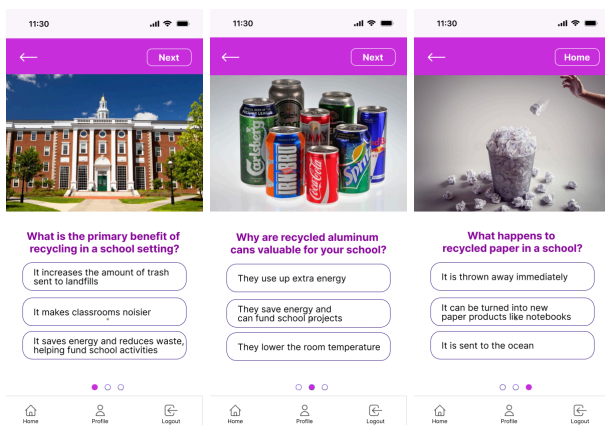 11:30
Next
What is the primary benefit of
recycling in a school setting?
It increases the amount of trash
sent to landfills
It makes classrooms noisier
It saves energy and reduces waste,
helping fund school activities
Home
Profile
Logout
11:30
Next
Carlsberg
IRN-BRU
Coca-Cola
Sprite
Red Bull
Why are recycled aluminum
cans valuable for your school?
They use up extra energy
They save energy and
can fund school projects
They lower the room temperature
Home
Profile
Logout
11:30
Home
What happens to
recycled paper in a school?
It is thrown away immediately
It can be turned into new
paper products like notebooks
It is sent to the ocean
Home
Profile
Logout